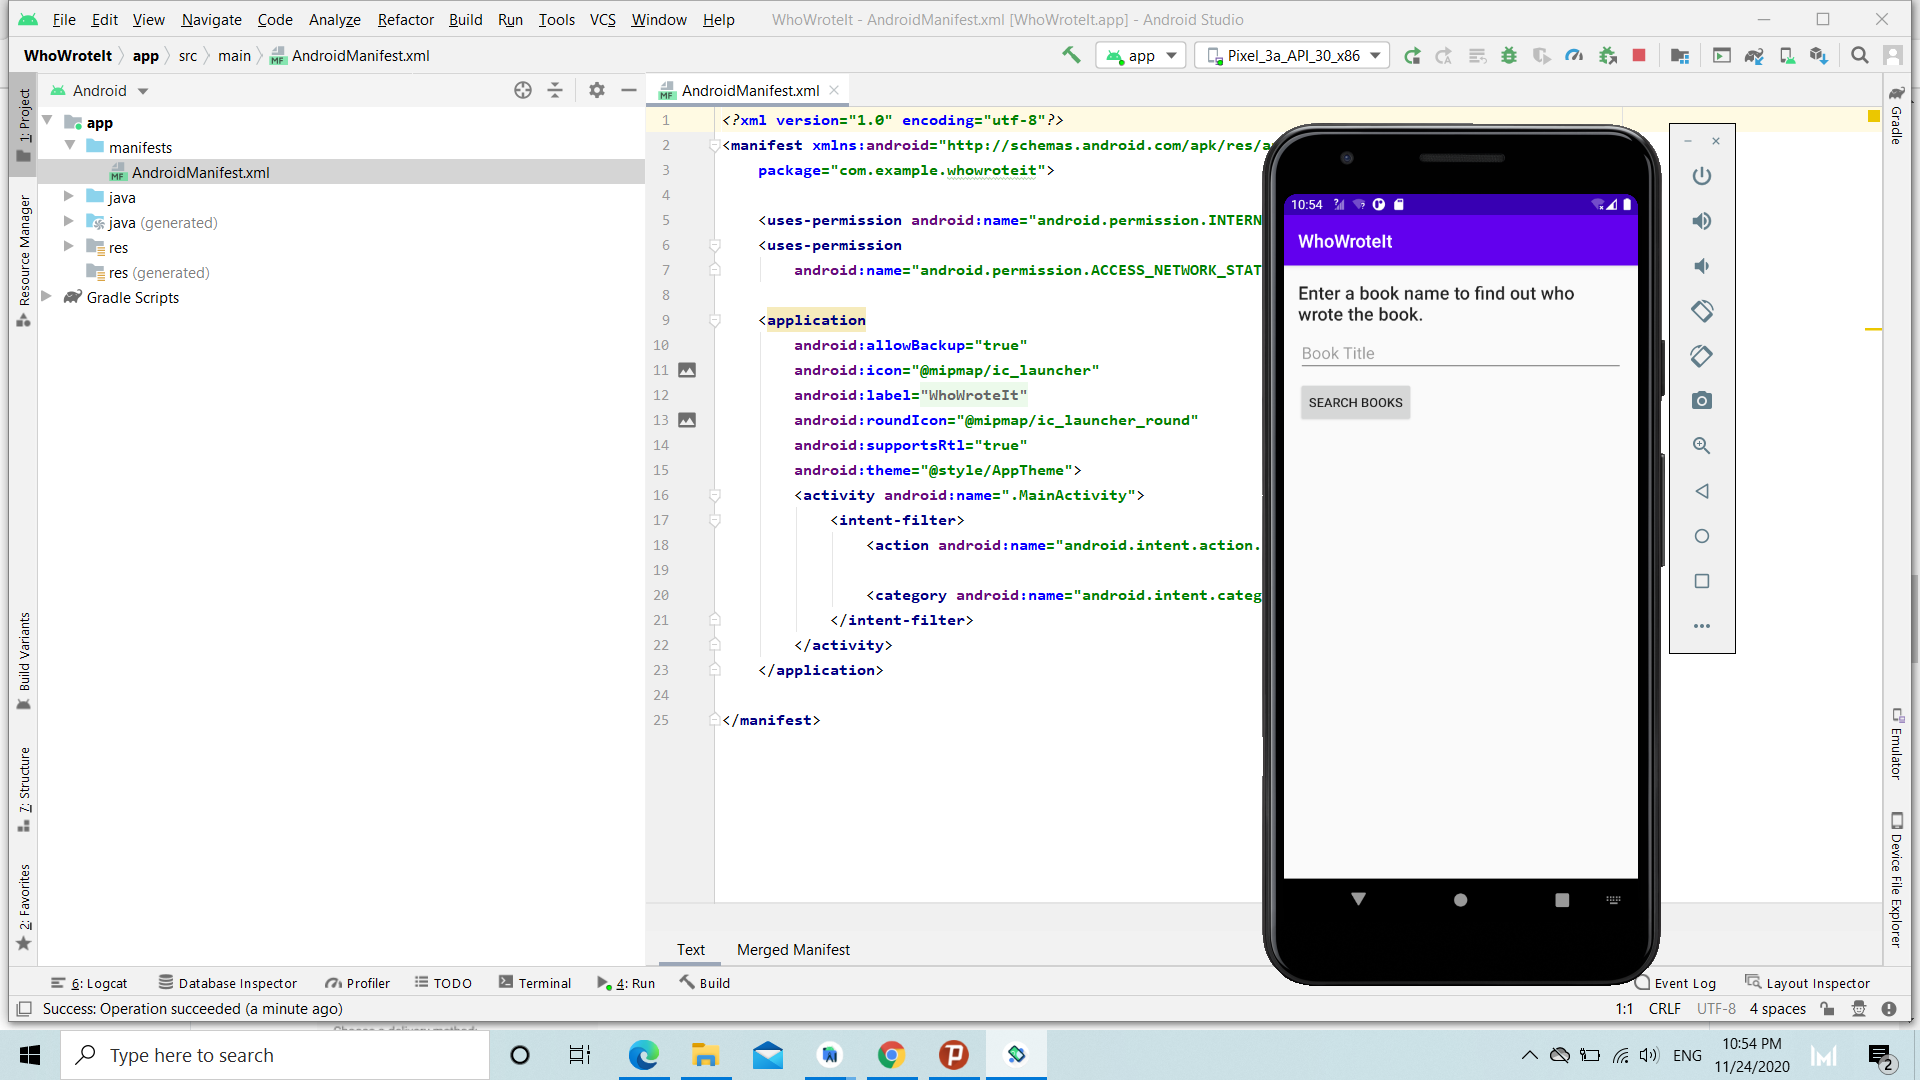 File Edit View Navigate Code Analyze Refactor Build Run Tools VCS Window Help WhoWroteIt - AndroidManifest.xml [WhoWroteIt.app] - Android Studio
WhoWroteIt app src main AndroidManifest.xml app Pixel_3a_API_30_x86
Android
AndroidManifest.xml
1: Project
Resource Manager
Build Variants
7: Structure
2: Favorites
app
manifests
AndroidManifest.xml
java
java (generated)
res
res (generated)
Gradle Scripts
1 <?xml version="1.0" encoding="utf-8"?>
2 <manifest xmlns:android="http://schemas.android.com/apk/res/a
3 package="com.example.whowroteit">
4
5 <uses-permission android:name="android.permission.INTERN
6 <uses-permission
7 android:name="android.permission.ACCESS_NETWORK_STAT
8
9 <application
10 android:allowBackup="true"
11 android:icon="@mipmap/ic_launcher"
12 android:label="WhoWroteIt"
13 android:roundIcon="@mipmap/ic_launcher_round"
14 android:supportsRtl="true"
15 android:theme="@style/AppTheme">
16 <activity android:name=".MainActivity">
17 <intent-filter>
18 <action android:name="android.intent.action.
19
20 <category android:name="android.intent.categ
21 </intent-filter>
22 </activity>
23 </application>
24
25 </manifest>
10:54
WhoWroteIt
Enter a book name to find out who
wrote the book.
Book Title
SEARCH BOOKS
Gradle
Emulator
Device File Explorer
Text Merged Manifest
6: Logcat Database Inspector Profiler TODO Terminal 4: Run Build Event Log Layout Inspector
Success: Operation succeeded (a minute ago) 1:1 CRLF UTF-8 4 spaces
Type here to search
ENG
10:54 PM
11/24/2020
2